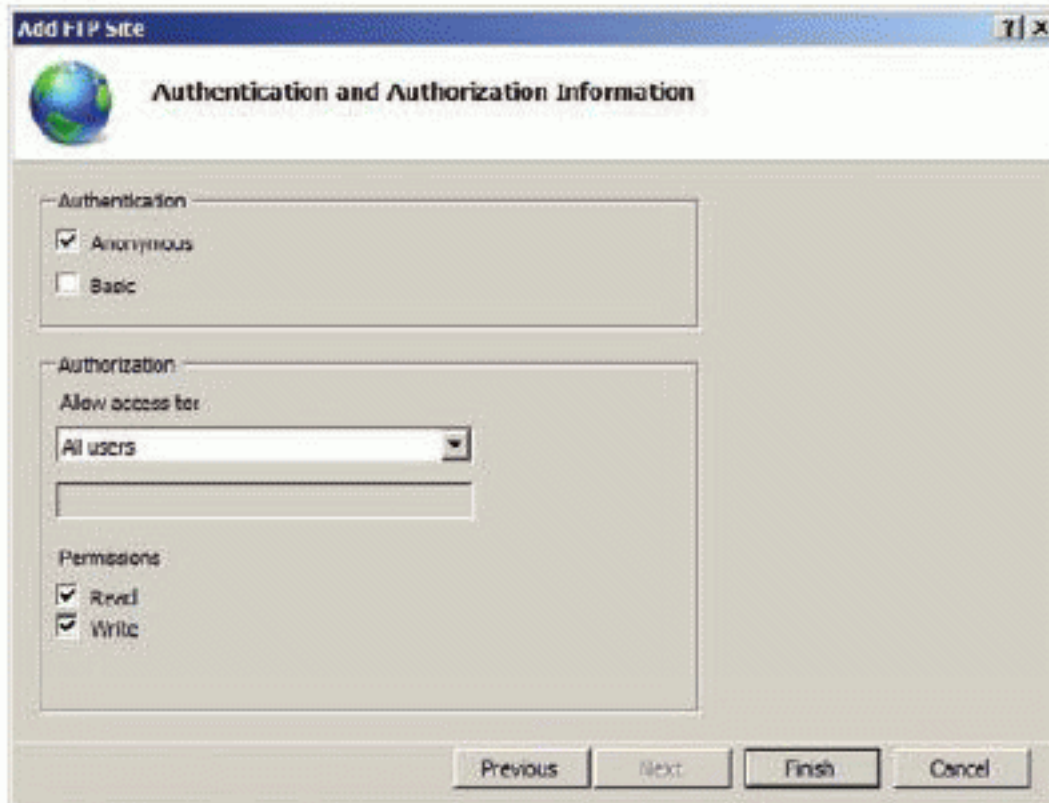 Add FTP Site
Authentication and Authorization Information
Authentication
Anonymous
Basic
Authorization
Allow access to:
All users
Permissions
Read
Write
Previous Next Finish Cancel